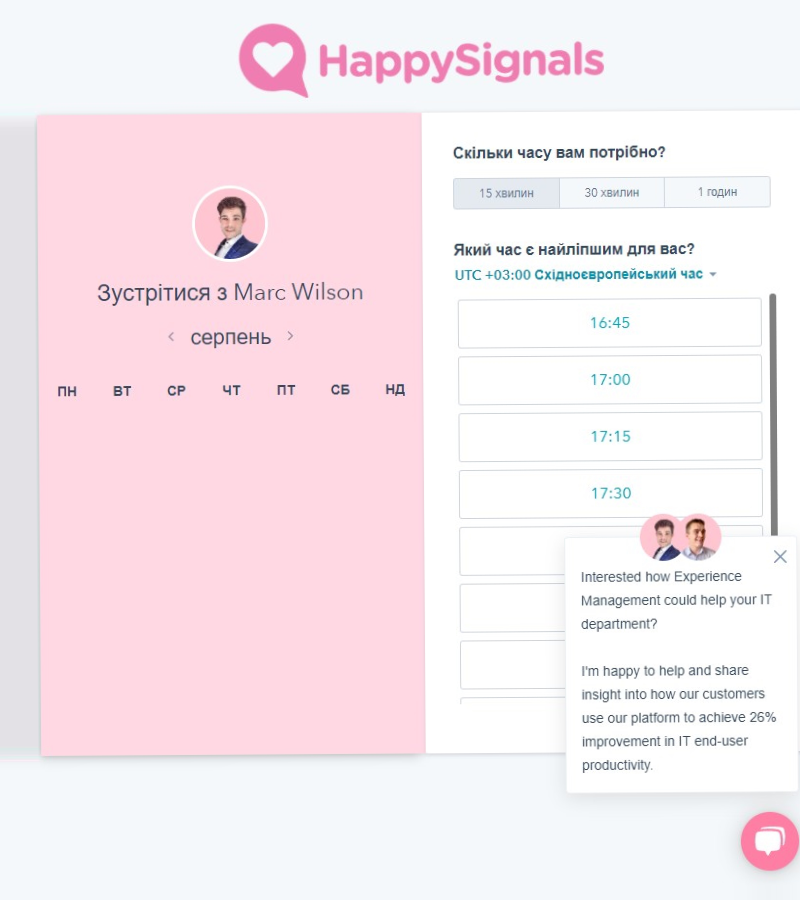 HappySignals
Зустрітися з Marc Wilson
серпень
ПН ВТ СР ЧТ ПТ СБ НД
Скільки часу вам потрібно?
15 хвилин 30 хвилин 1 годин
Який час є найліпшим для вас?
UTC +03:00 Східноєвропейський час
16:45
17:00
17:15
17:30
Interested how Experience
Management could help your IT
department?
I'm happy to help and share
insight into how our customers
use our platform to achieve 26%
improvement in IT end-user
productivity.